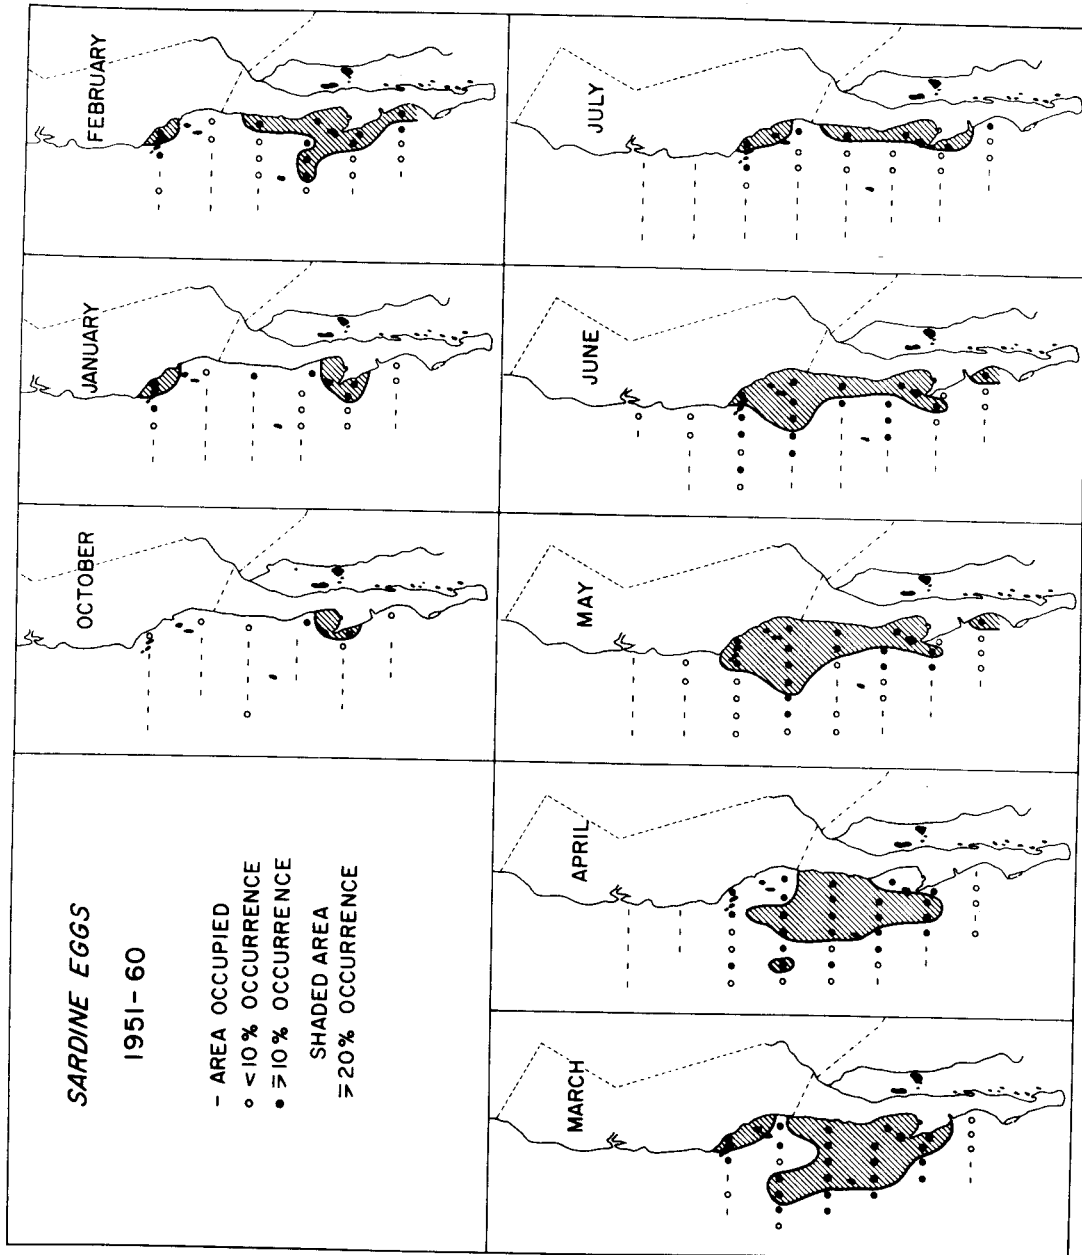 SARDINE EGGS
1951-60
- AREA OCCUPIED
○ <10% OCCURRENCE
● ≧10% OCCURRENCE
SHADED AREA
≧20% OCCURRENCE
OCTOBER
JANUARY
FEBRUARY
MARCH
APRIL
MAY
JUNE
JULY